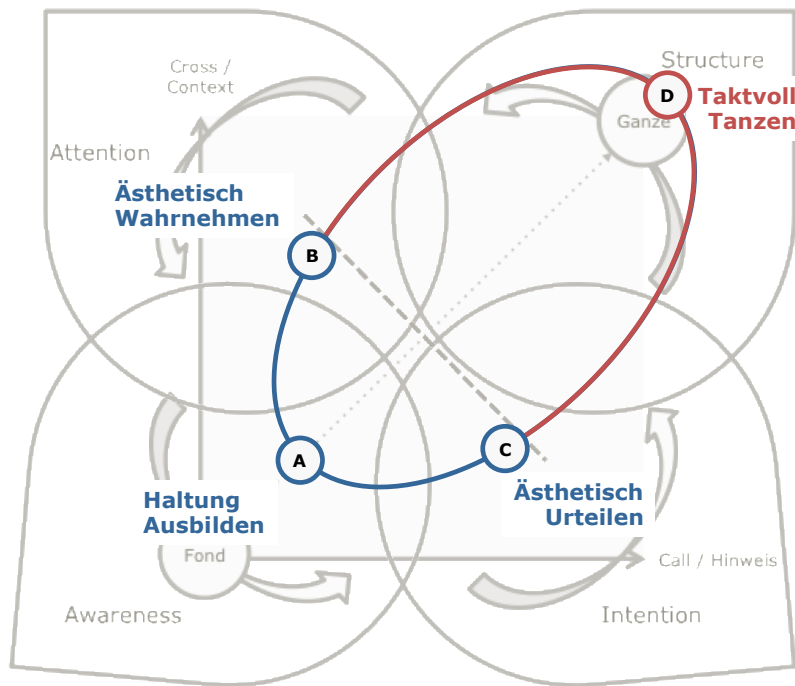 Cross /
Context
Structure
D
Taktvoll
Tanzen
Ganze
Attention
Ästhetisch
Wahrnehmen
B
A
C
Haltung
Ausbilden
Ästhetisch
Urteilen
Fond
Call / Hinweis
Awareness
Intention